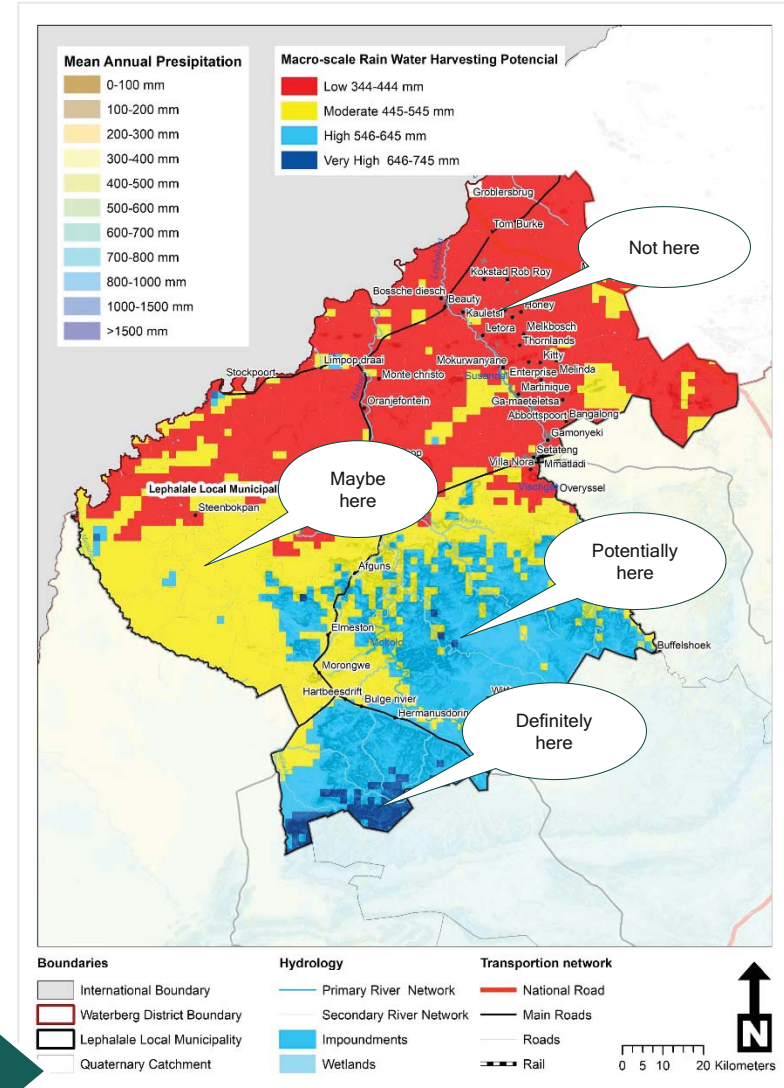 Mean Annual Presipitation
0-100 mm
100-200 mm
200-300 mm
300-400 mm
400-500 mm
500-600 mm
600-700 mm
700-800 mm
800-1000 mm
1000-1500 mm
>1500 mm
Macro-scale Rain Water Harvesting Potencial
Low 344-444 mm
Moderate 445-545 mm
High 546-645 mm
Very High 646-745 mm
Groblersbrug
Tom Burke
Not here
Kokstad Rob Roy
Bossche diesch
Beauty
Kauletsi
Honey
Letora
Melkbosch
Thornlands
Limpop draai
Mokurwanyane
Kitty
Stockpoort
Monte christo
Enterprise
Melinda
Susanda
Martinique
Oranjefontein
Ga-maeteletsa
Abbottspoort
Bangalong
Gamonyeki
Setateng
Maybe
here
Villa Nora
Mmatladi
Lephalale Local Municipal
Overyssel
Steenbokpan
Potentially
here
Afguns
Elmeston
Mokolo
Buffelshoek
Morongwe
Hartbeesdrift
Bulge rivier
Hermanusdorin
Definitely
here
Boundaries
International Boundary
Waterberg District Boundary
Lephalale Local Municipality
Quaternary Catchment
Hydrology
Primary River Network
Secondary River Network
Impoundments
Wetlands
Transportion network
National Road
Main Roads
Roads
Rail
N
0 5 10 20 Kilometers